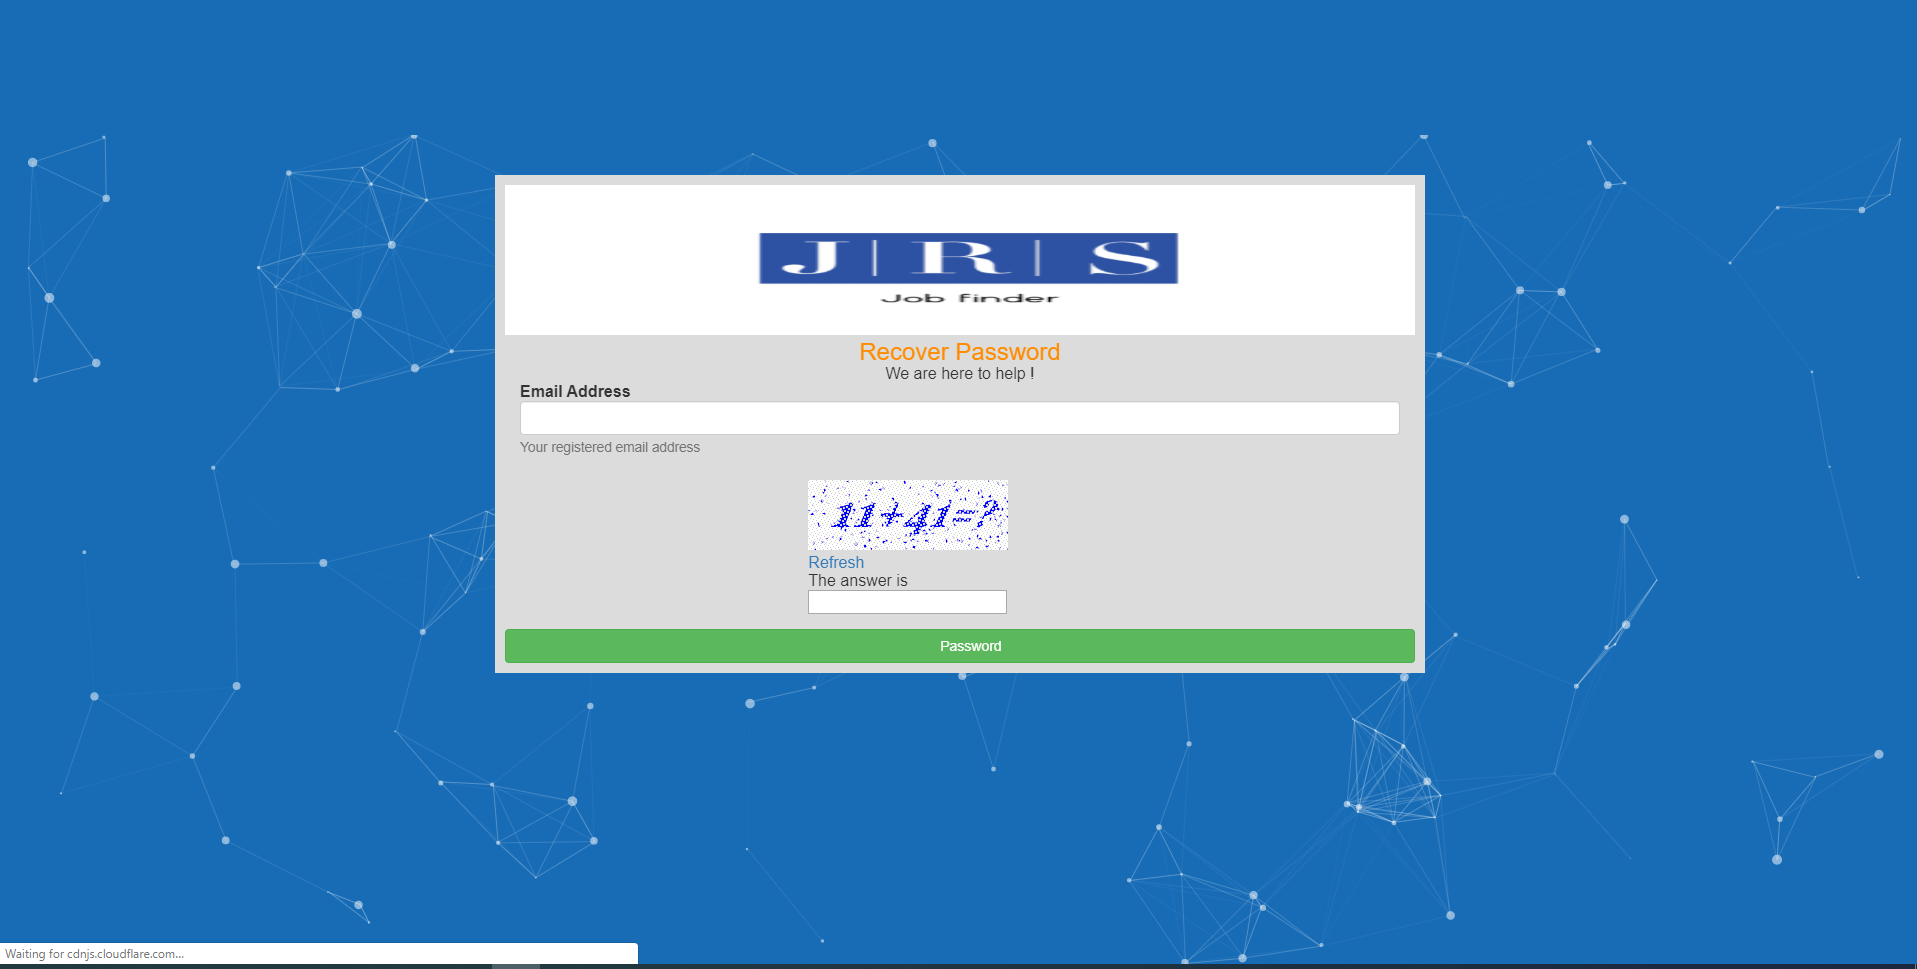 J|R|S
Job finder
Recover Password
We are here to help !
Email Address
Your registered email address
11+41=?
Refresh
The answer is
Password
Waiting for cdnjs.cloudflare.com...